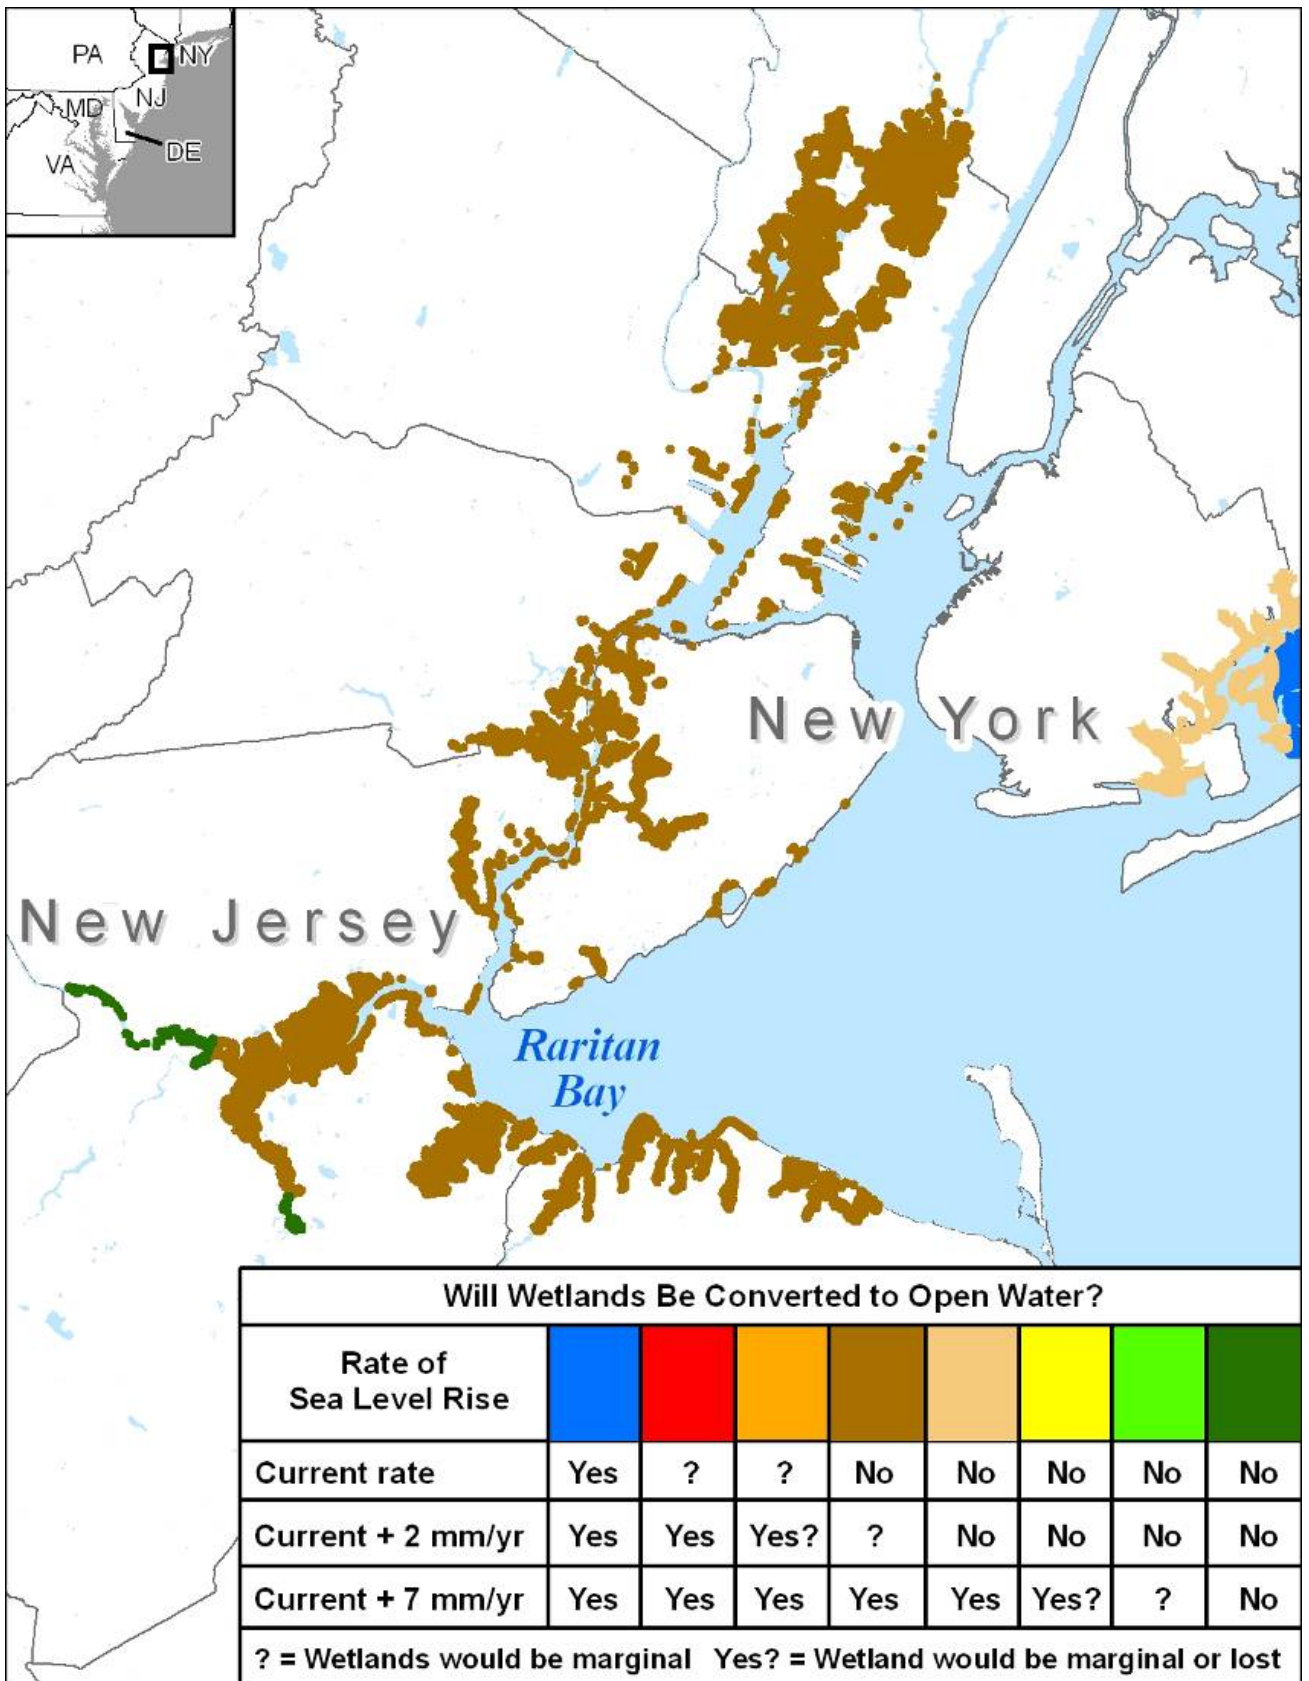 PA
NY
NJ
MD
DE
VA
New York
New Jersey
Raritan
Bay
Will Wetlands Be Converted to Open Water?
Rate of
Sea Level Rise
Current rate Yes ? ? No No No No No
Current + 2 mm/yr Yes Yes Yes? ? No No No No
Current + 7 mm/yr Yes Yes Yes Yes Yes Yes? ? No
? = Wetlands would be marginal Yes? = Wetland would be marginal or lost